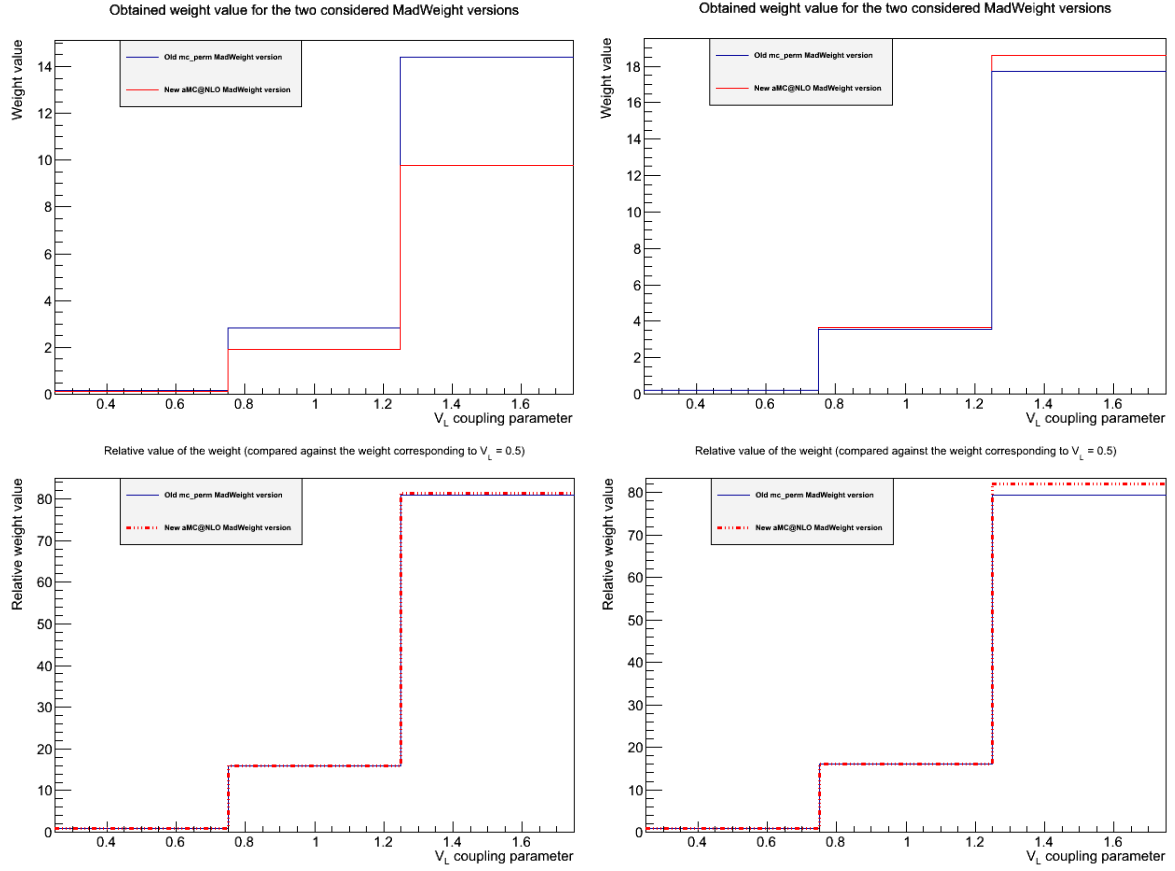 Obtained weight value for the two considered MadWeight versions
Weight value
Old mc_perm MadWeight version
New aMC@NLO MadWeight version
14
12
10
8
6
4
2
0
0.4 0.6 0.8 1 1.2 1.4 1.6
V_L coupling parameter
Obtained weight value for the two considered MadWeight versions
Weight value
Old mc_perm MadWeight version
New aMC@NLO MadWeight version
18
16
14
12
10
8
6
4
2
0
0.4 0.6 0.8 1 1.2 1.4 1.6
V_L coupling parameter
Relative value of the weight (compared against the weight corresponding to V_L = 0.5)
Relative weight value
Old mc_perm MadWeight version
New aMC@NLO MadWeight version
80
70
60
50
40
30
20
10
0
0.4 0.6 0.8 1 1.2 1.4 1.6
V_L coupling parameter
Relative value of the weight (compared against the weight corresponding to V_L = 0.5)
Relative weight value
Old mc_perm MadWeight version
New aMC@NLO MadWeight version
80
70
60
50
40
30
20
10
0
0.4 0.6 0.8 1 1.2 1.4 1.6
V_L coupling parameter